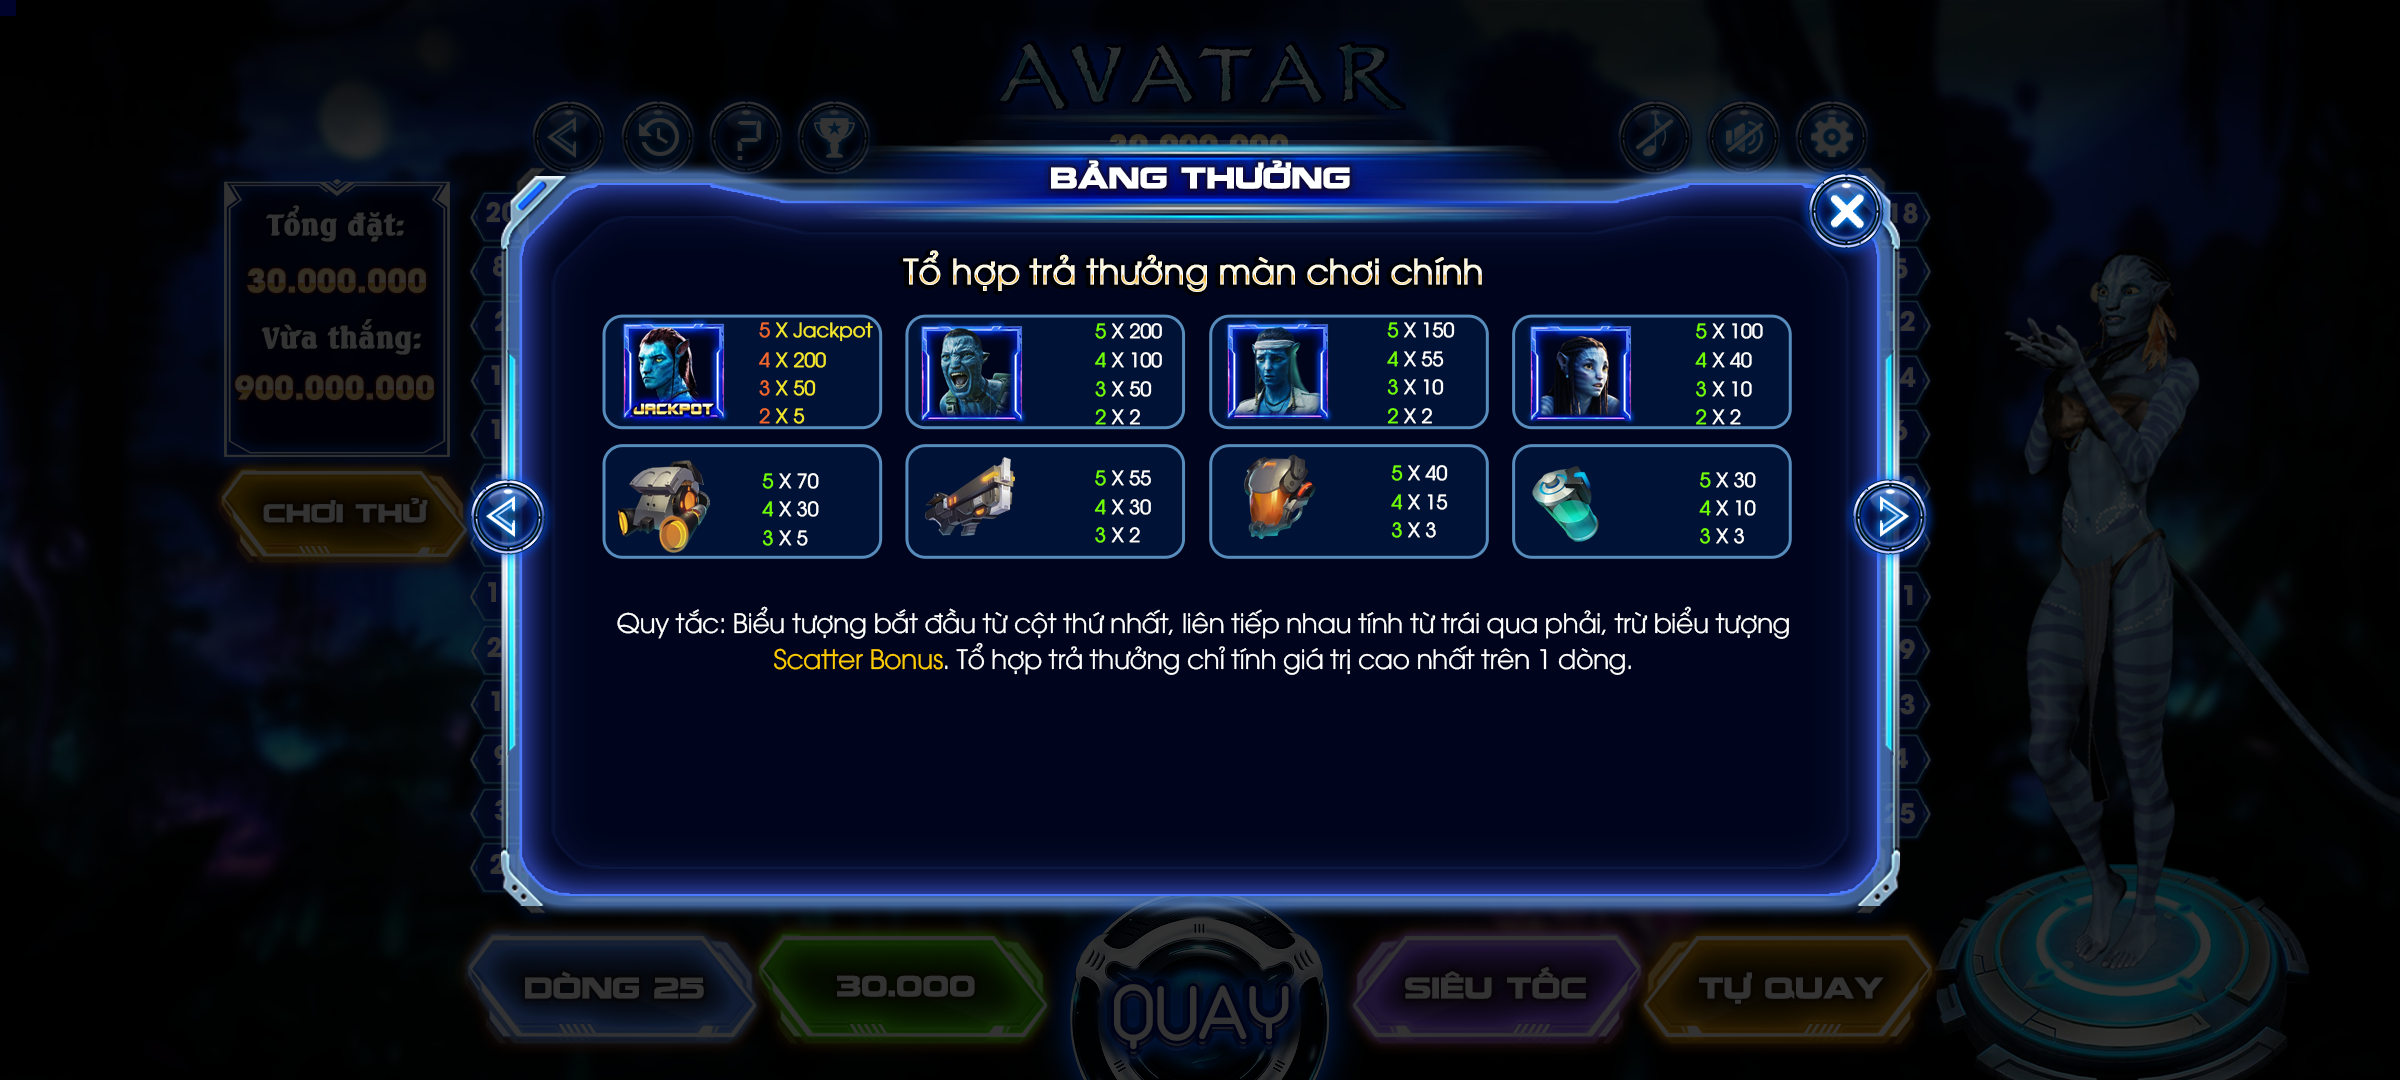 AVATAR
30.000.000
BẢNG THƯỞNG
Tổng đặt:
30.000.000
Vừa thắng:
900.000.000
CHƠI THỬ
Tổ hợp trả thưởng màn chơi chính
JACKPOT
5 X Jackpot
4 X 200
3 X 50
2 X 5
5 X 200
4 X 100
3 X 50
2 X 2
5 X 150
4 X 55
3 X 10
2 X 2
5 X 100
4 X 40
3 X 10
2 X 2
5 X 70
4 X 30
3 X 5
5 X 55
4 X 30
3 X 2
5 X 40
4 X 15
3 X 3
5 X 30
4 X 10
3 X 3
Quy tắc: Biểu tượng bắt đầu từ cột thứ nhất, liên tiếp nhau tính từ trái qua phải, trừ biểu tượng
Scatter Bonus. Tổ hợp trả thưởng chỉ tính giá trị cao nhất trên 1 dòng.
DÒNG 25
30.000
QUAY
SIÊU TỐC
TỰ QUAY